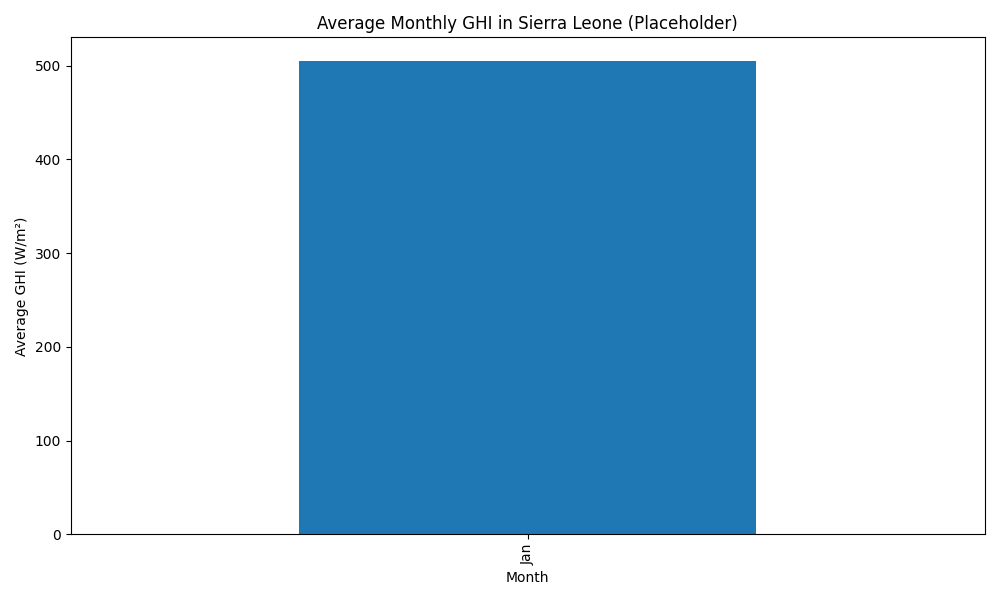 Average Monthly GHI in Sierra Leone (Placeholder)
500
400
300
200
100
0
Average GHI (W/m²)
Jan
Month